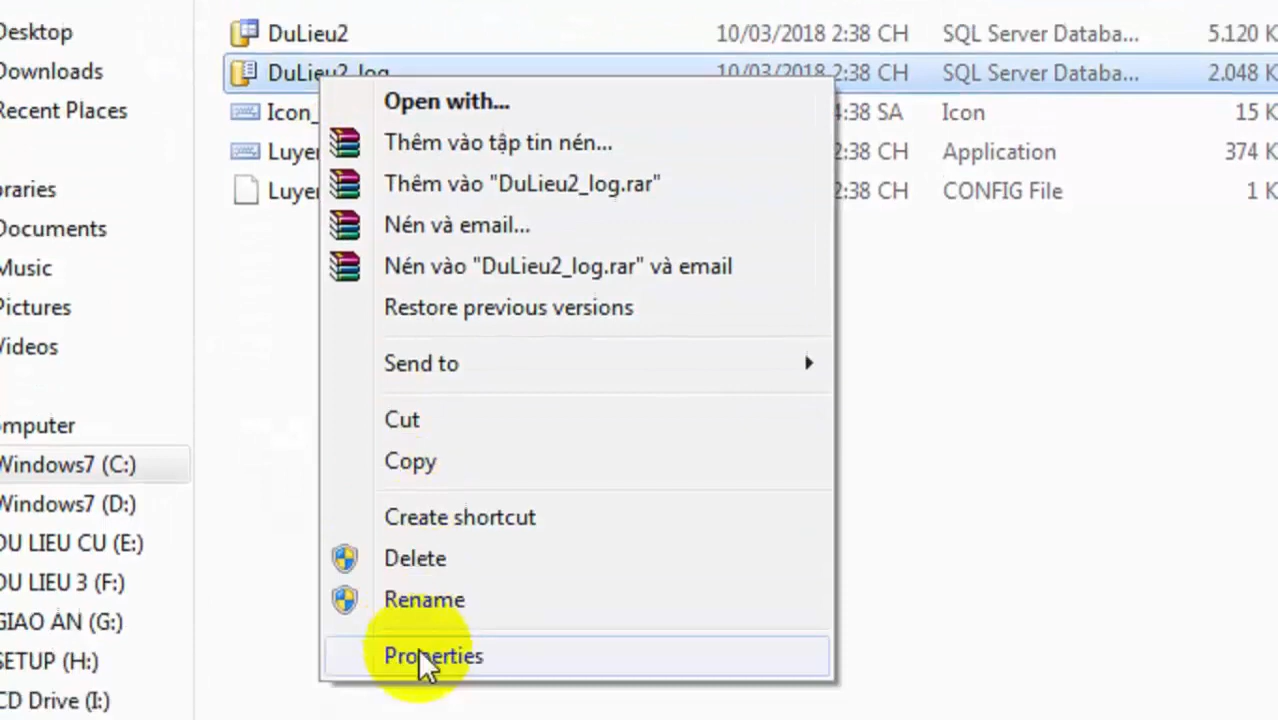 Desktop
Downloads
Recent Places
braries
Documents
Music
Pictures
Videos
omputer
Windows7 (C:)
Windows7 (D:)
DU LIEU CU (E:)
DU LIEU 3 (F:)
GIAO AN (G:)
SETUP (H:)
CD Drive (I:)
DuLieu2 10/03/2018 2:38 CH SQL Server Databa... 5.120 K
DuLieu2_log 10/03/2018 2:38 CH SQL Server Databa... 2.048 K
Icon_ 4:38 SA Icon 15 K
Luyen 2:38 CH Application 374 K
Luyen 2:38 CH CONFIG File 1 K
Open with...
Thêm vào tập tin nén...
Thêm vào "DuLieu2_log.rar"
Nén và email...
Nén vào "DuLieu2_log.rar" và email
Restore previous versions
Send to
Cut
Copy
Create shortcut
Delete
Rename
Properties